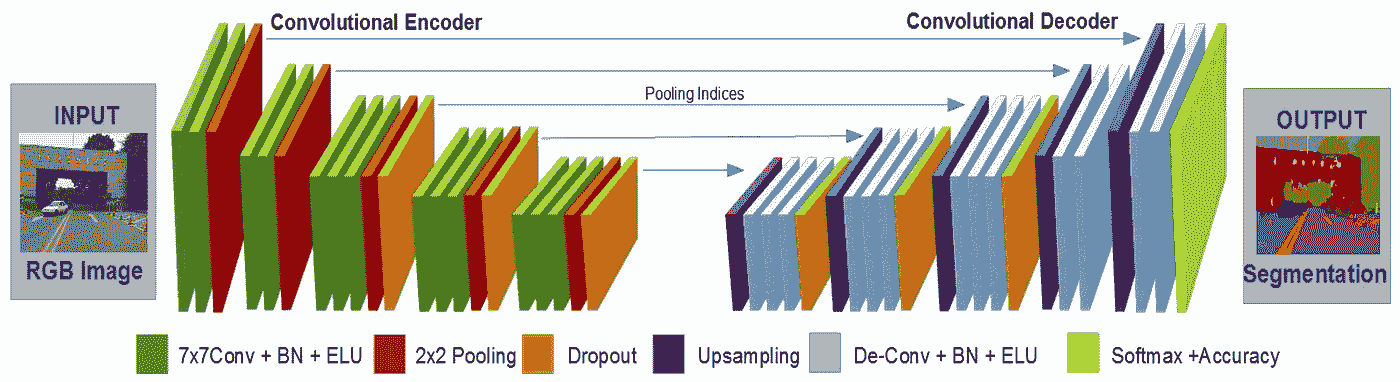 Convolutional Encoder
Convolutional Decoder
Pooling Indices
INPUT
RGB Image
OUTPUT
Segmentation
7x7Conv + BN + ELU
2x2 Pooling
Dropout
Upsampling
De-Conv + BN + ELU
Softmax +Accuracy